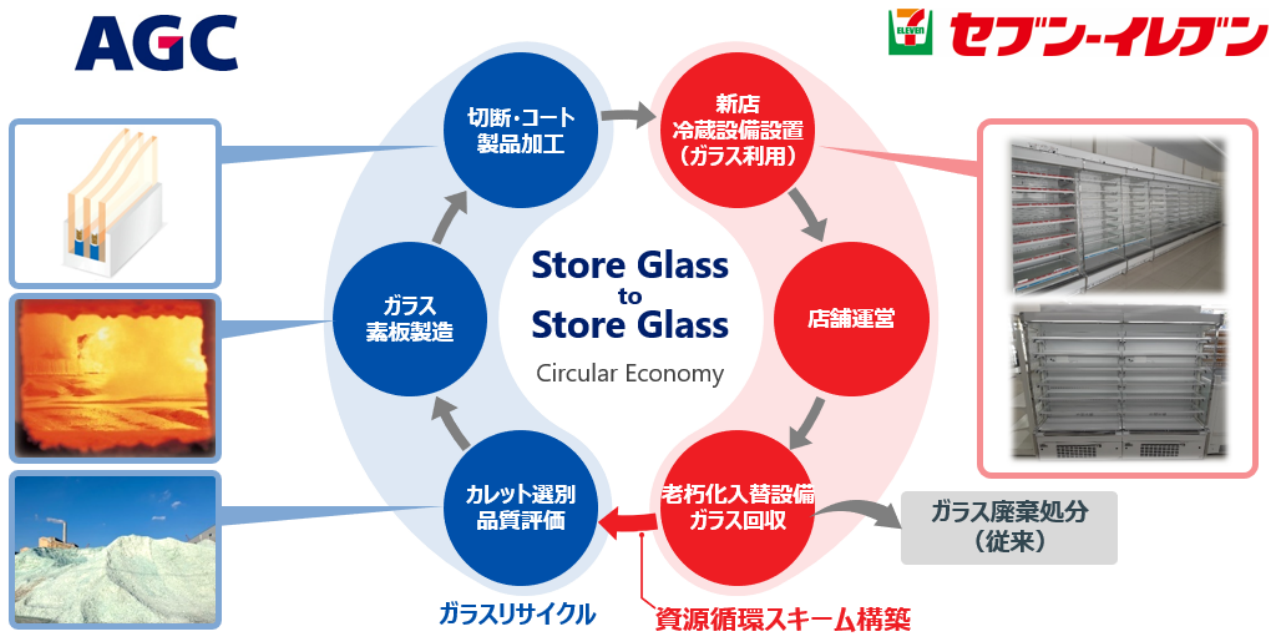 AGC
7
ELEVEN
セブン-イレブン
切断・コート
製品加工
新店
冷蔵設備設置
（ガラス利用）
Store Glass
to
Store Glass
Circular Economy
ガラス
素板製造
店舗運営
カレット選別
品質評価
老朽化入替設備
ガラス回収
ガラス廃棄処分
（従来）
ガラスリサイクル
資源循環スキーム構築